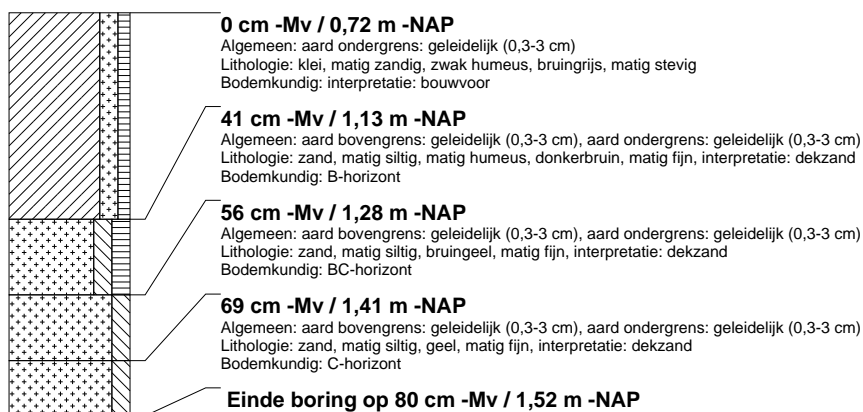 0 cm -Mv / 0,72 m -NAP
Algemeen: aard ondergrens: geleidelijk (0,3-3 cm)
Lithologie: klei, matig zandig, zwak humeus, bruingrijs, matig stevig
Bodemkundig: interpretatie: bouwvoor
41 cm -Mv / 1,13 m -NAP
Algemeen: aard bovengrens: geleidelijk (0,3-3 cm), aard ondergrens: geleidelijk (0,3-3 cm)
Lithologie: zand, matig siltig, matig humeus, donkerbruin, matig fijn, interpretatie: dekzand
Bodemkundig: B-horizont
56 cm -Mv / 1,28 m -NAP
Algemeen: aard bovengrens: geleidelijk (0,3-3 cm), aard ondergrens: geleidelijk (0,3-3 cm)
Lithologie: zand, matig siltig, bruingeel, matig fijn, interpretatie: dekzand
Bodemkundig: BC-horizont
69 cm -Mv / 1,41 m -NAP
Algemeen: aard bovengrens: geleidelijk (0,3-3 cm), aard ondergrens: geleidelijk (0,3-3 cm)
Lithologie: zand, matig siltig, geel, matig fijn, interpretatie: dekzand
Bodemkundig: C-horizont
Einde boring op 80 cm -Mv / 1,52 m -NAP